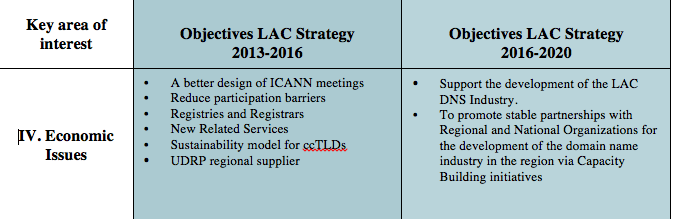 Key area of
interest
Objectives LAC Strategy
2013-2016
Objectives LAC Strategy
2016-2020
IV. Economic
Issues
• A better design of ICANN meetings
• Reduce participation barriers
• Registries and Registrars
• New Related Services
• Sustainability model for ccTLDs
• UDRP regional supplier
• Support the development of the LAC
DNS Industry.
• To promote stable partnerships with
Regional and National Organizations for
the development of the domain name
industry in the region via Capacity
Building initiatives